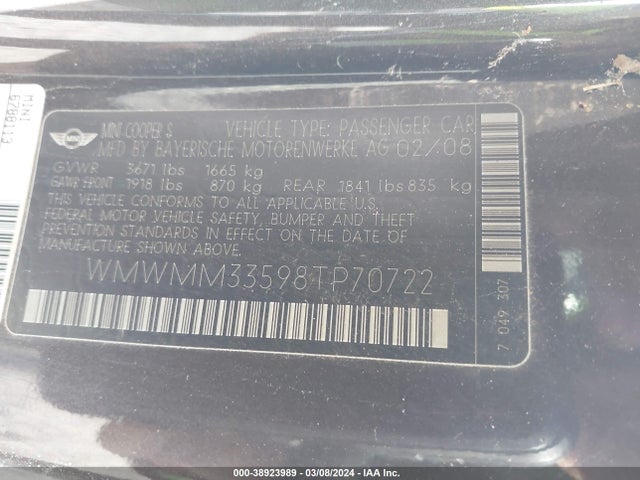 MINI COOPER S VEHICLE TYPE: PASSENGER CAR
MFD BY BAYERISCHE MOTORENWERKE AG 02/08
GVWR 3671 lbs 1665 kg
GAWR FRONT 1918 lbs 870 kg REAR 1841 lbs 835 kg
THIS VEHICLE CONFORMS TO ALL APPLICABLE U.S.
FEDERAL MOTOR VEHICLE SAFETY, BUMPER AND THEFT
PREVENTION STANDARDS IN EFFECT ON THE DATE OF
MANUFACTURE SHOWN ABOVE.
WMWMM33598TP70722
7 049 307
MINI
6788113
000-38923989 - 03/08/2024 - IAA Inc.